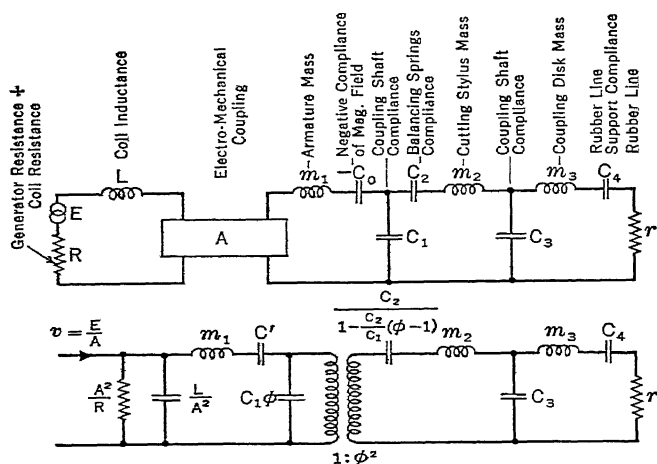 Generator Resistance +
Coil Resistance
Coil Inductance
Electro-Mechanical
Coupling
Armature Mass
Negative Compliance
of Mag. Field
Coupling Shaft
Compliance
Balancing Springs
Compliance
Cutting Stylus Mass
Coupling Shaft
Compliance
Coupling Disk Mass
Rubber Line
Support Compliance
Rubber Line
L
E
R
A
m₁
-C₀
C₁
C₂
m₂
C₃
m₃
C₄
r
v = E/A
A²/R
L/A²
m₁
C'
C₁ϕ
1:ϕ²
C₂/(1-C₂/C₁(ϕ-1))
m₂
C₃
m₃
C₄
r